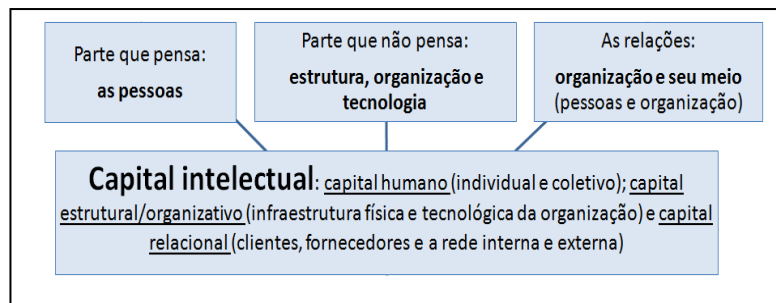 Parte que pensa:
as pessoas
Parte que não pensa:
estrutura, organização e
tecnologia
As relações:
organização e seu meio
(pessoas e organização)
Capital intelectual: capital humano (individual e coletivo); capital
estrutural/organizativo (infraestrutura física e tecnológica da organização) e capital
relacional (clientes, fornecedores e a rede interna e externa)